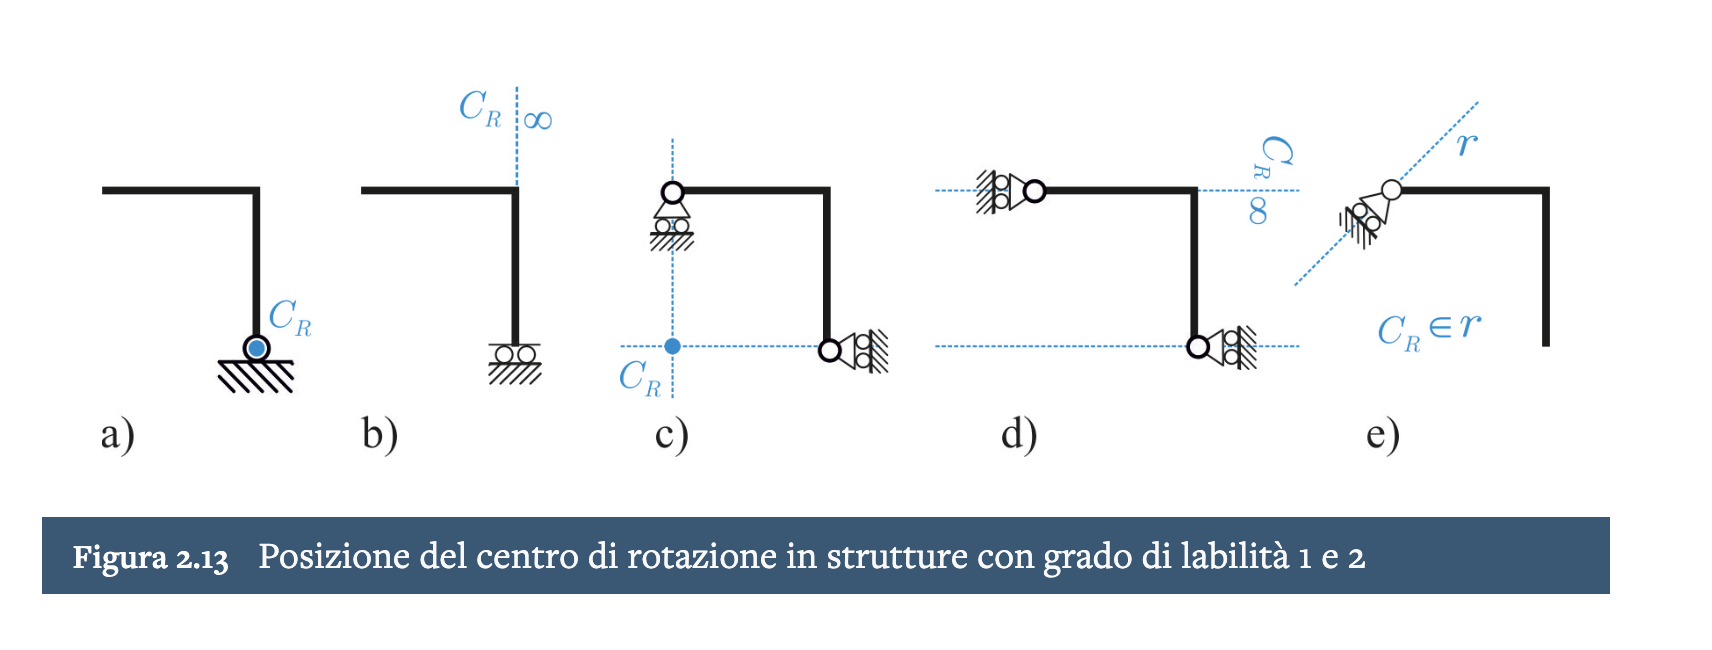 C_R ∞
C_R
∞
r
C_R
C_R ∈ r
C_R
a) b) c) d) e)
Figura 2.13 Posizione del centro di rotazione in strutture con grado di labilità 1 e 2